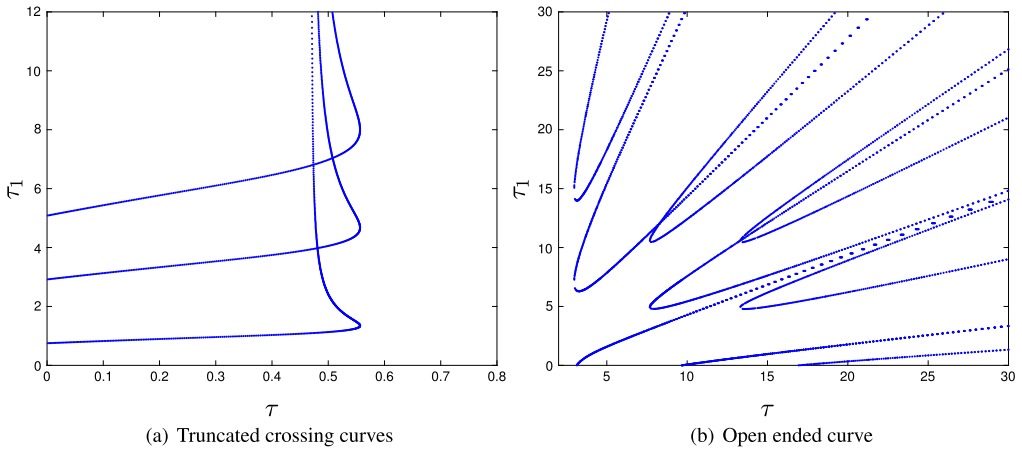 12
10
8
6
4
2
0
τ₁
0 0.1 0.2 0.3 0.4 0.5 0.6 0.7 0.8
τ
(a) Truncated crossing curves
30
25
20
15
10
5
0
τ₁
5 10 15 20 25 30
τ
(b) Open ended curve